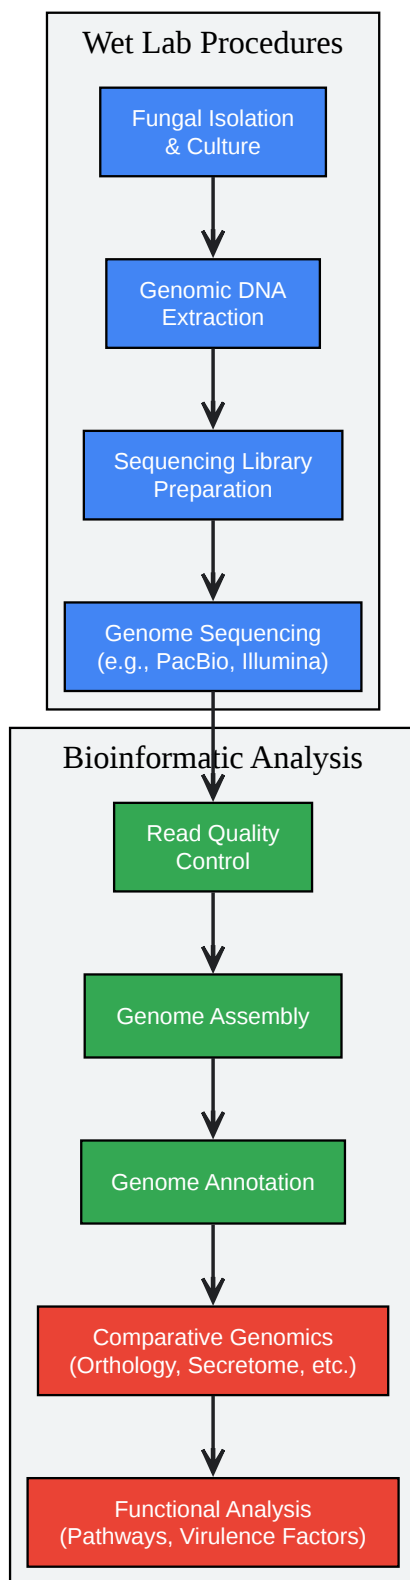 Wet Lab Procedures
Fungal Isolation
& Culture
Genomic DNA
Extraction
Sequencing Library
Preparation
Genome Sequencing
(e.g., PacBio, Illumina)
Bioinformatic Analysis
Read Quality
Control
Genome Assembly
Genome Annotation
Comparative Genomics
(Orthology, Secretome, etc.)
Functional Analysis
(Pathways, Virulence Factors)